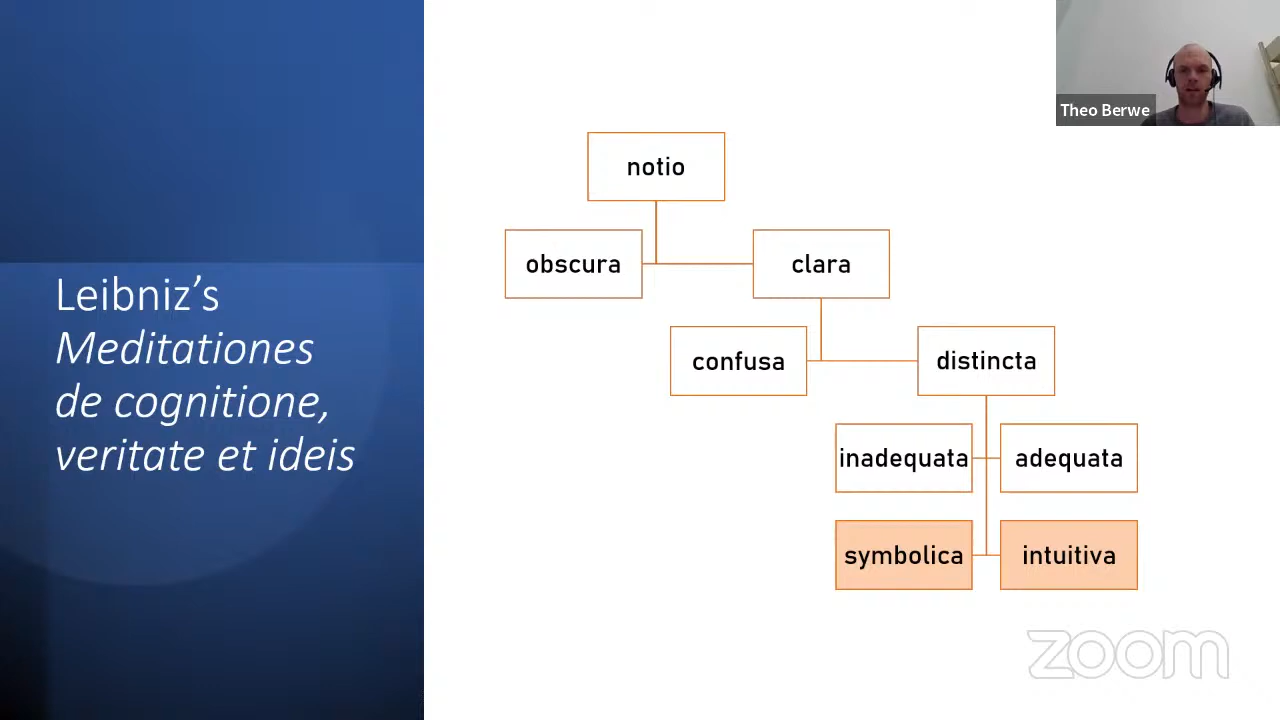 Theo Berwe
notio
obscura
clara
Leibniz’s
Meditationes
de cognitione,
veritate et ideis
confusa
distincta
inadequata
adequata
symbolica
intuitiva
zoom